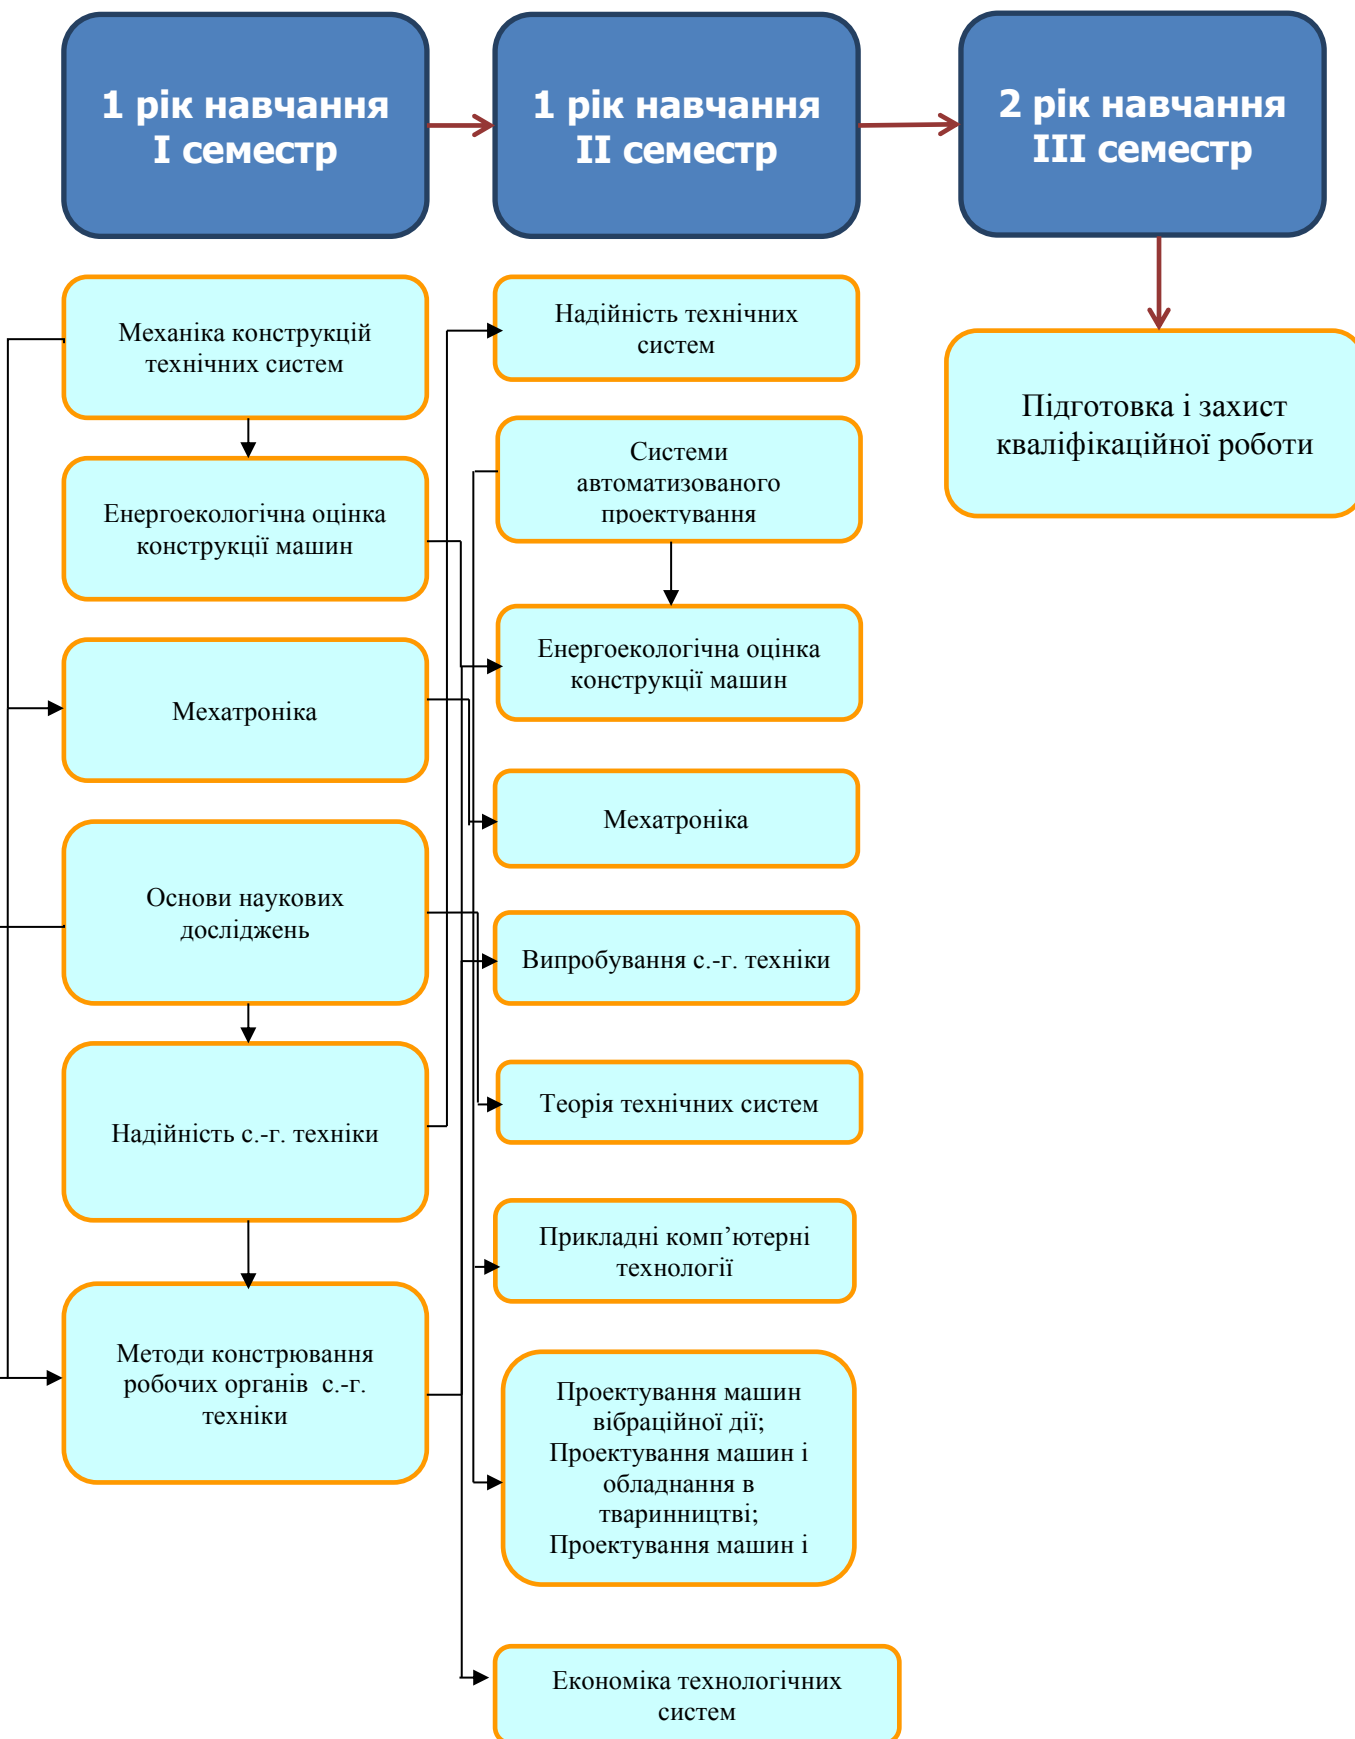 1 рік навчання
I семестр
1 рік навчання
II семестр
2 рік навчання
III семестр
Механіка конструкцій
технічних систем
Енергоекологічна оцінка
конструкції машин
Мехатроніка
Основи наукових
досліджень
Надійність с.-г. техніки
Методи констрювання
робочих органів с.-г.
техніки
Надійність технічних
систем
Системи
автоматизованого
проектування
Енергоекологічна оцінка
конструкції машин
Мехатроніка
Випробування с.-г. техніки
Теорія технічних систем
Прикладні комп’ютерні
технології
Проектування машин
вібраційної дії;
Проектування машин і
обладнання в
тваринництві;
Проектування машин і
Економіка технологічних
систем
Підготовка і захист
кваліфікаційної роботи